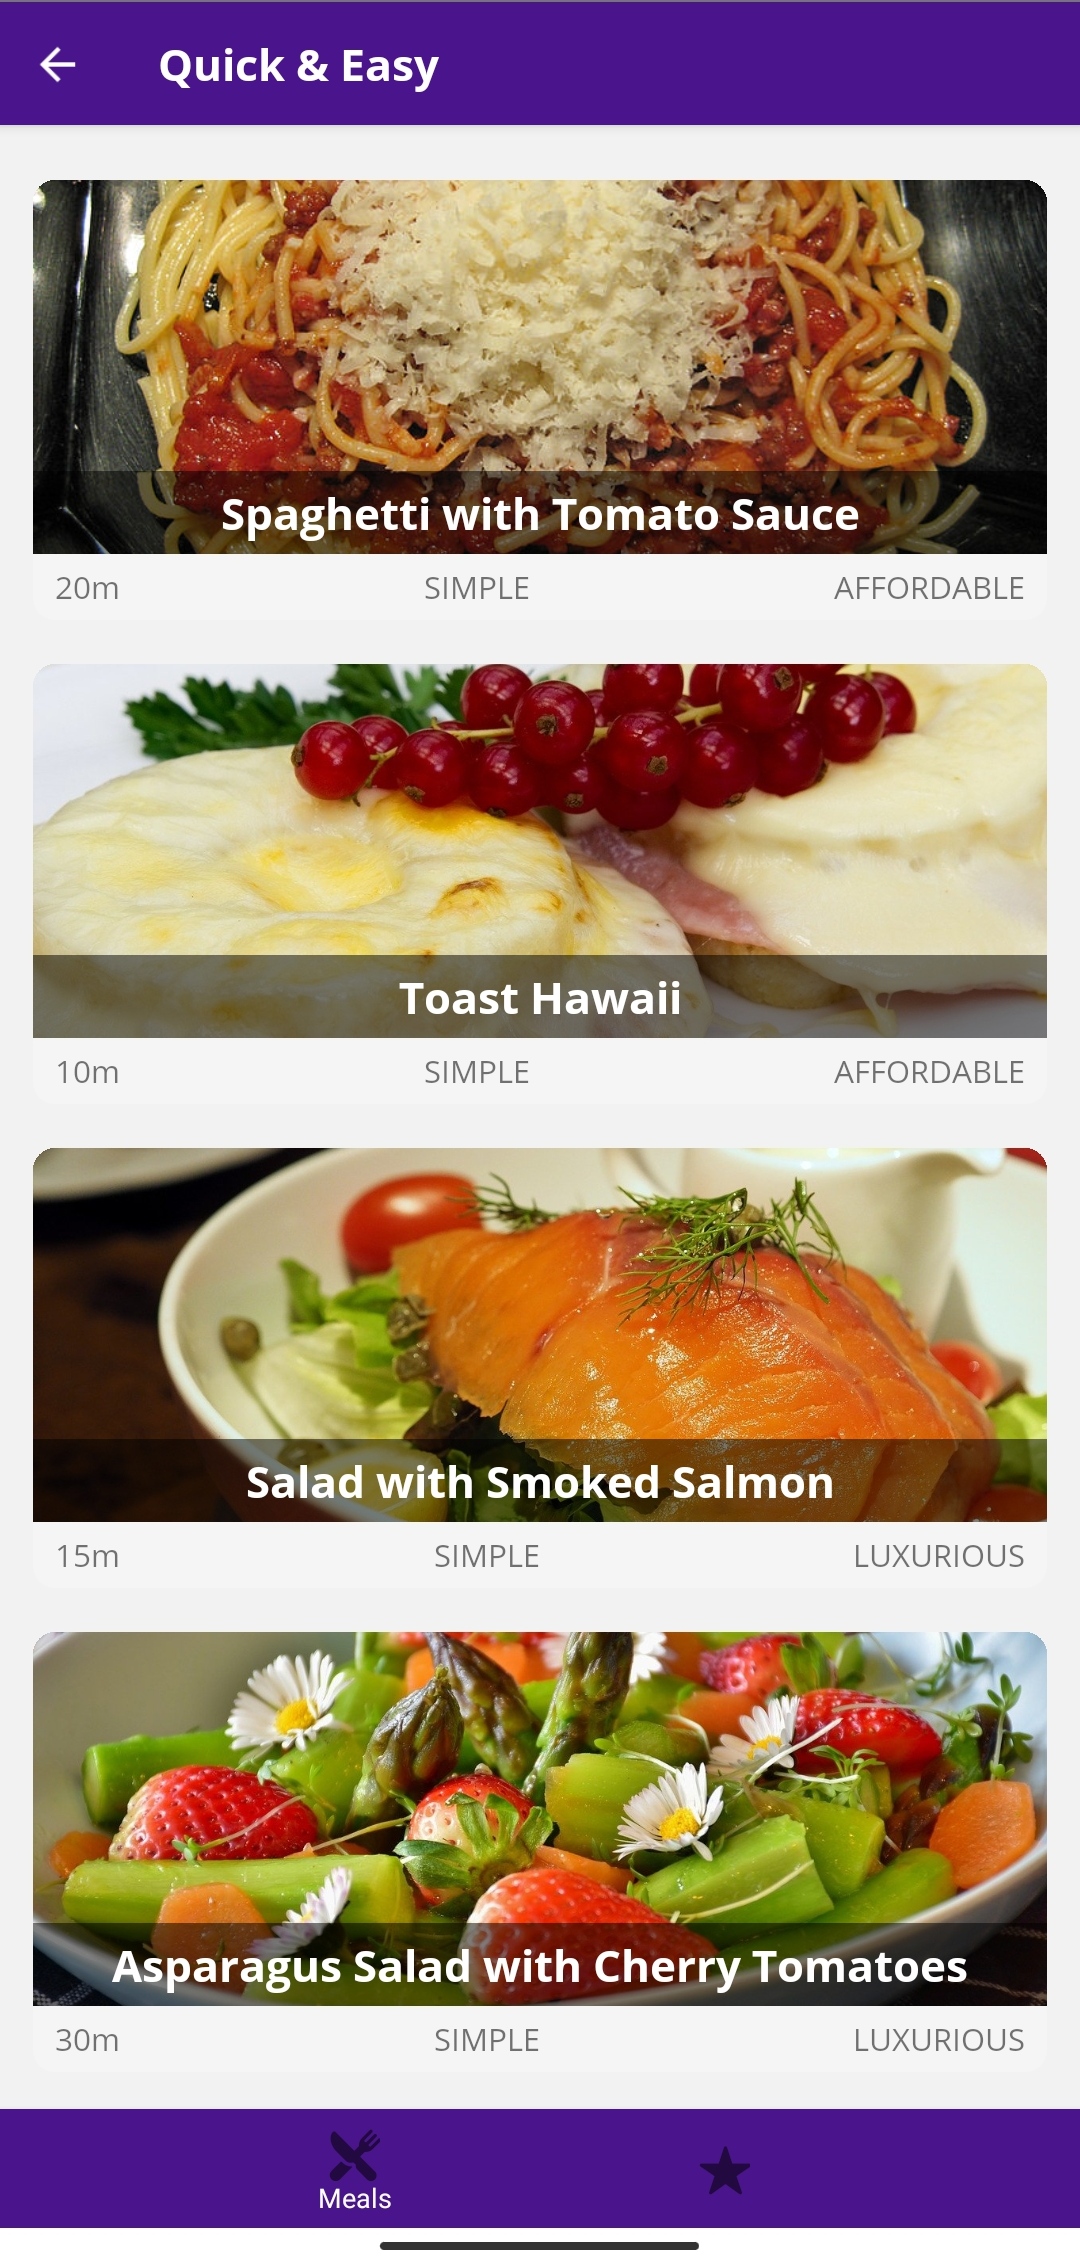 Quick & Easy
Spaghetti with Tomato Sauce
20m SIMPLE AFFORDABLE
Toast Hawaii
10m SIMPLE AFFORDABLE
Salad with Smoked Salmon
15m SIMPLE LUXURIOUS
Asparagus Salad with Cherry Tomatoes
30m SIMPLE LUXURIOUS
Meals